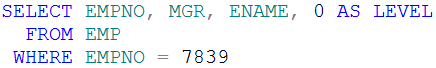 SELECT EMPNO, MGR, ENAME, 0 AS LEVEL
FROM EMP
WHERE EMPNO = 7839